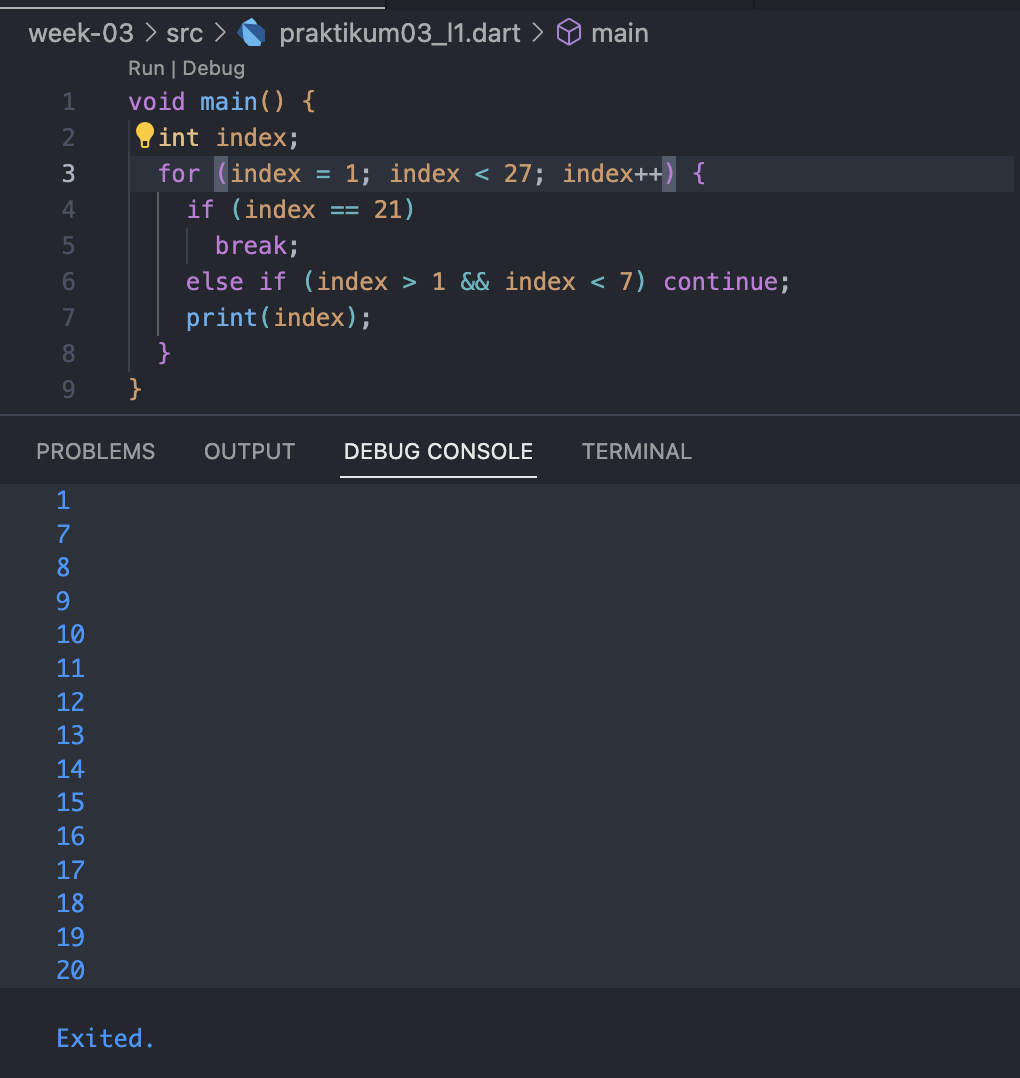 week-03 > src > praktikum03_l1.dart > main
Run | Debug
1 void main() {
2 int index;
3 for (index = 1; index < 27; index++) {
4 if (index == 21)
5 break;
6 else if (index > 1 && index < 7) continue;
7 print(index);
8 }
9 }
PROBLEMS OUTPUT DEBUG CONSOLE TERMINAL
1
7
8
9
10
11
12
13
14
15
16
17
18
19
20
Exited.